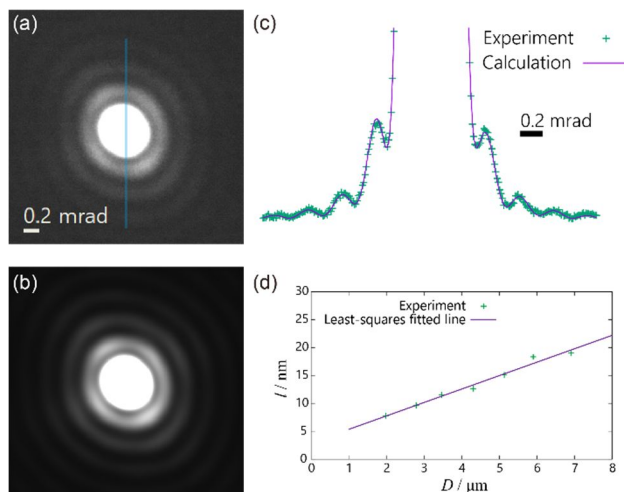 (a)
0.2 mrad
(b)
(c)
Experiment
Calculation
0.2 mrad
(d)
30
25
20
15
10
5
0
l / nm
Experiment
Least-squares fitted line
0 1 2 3 4 5 6 7 8
D / μm